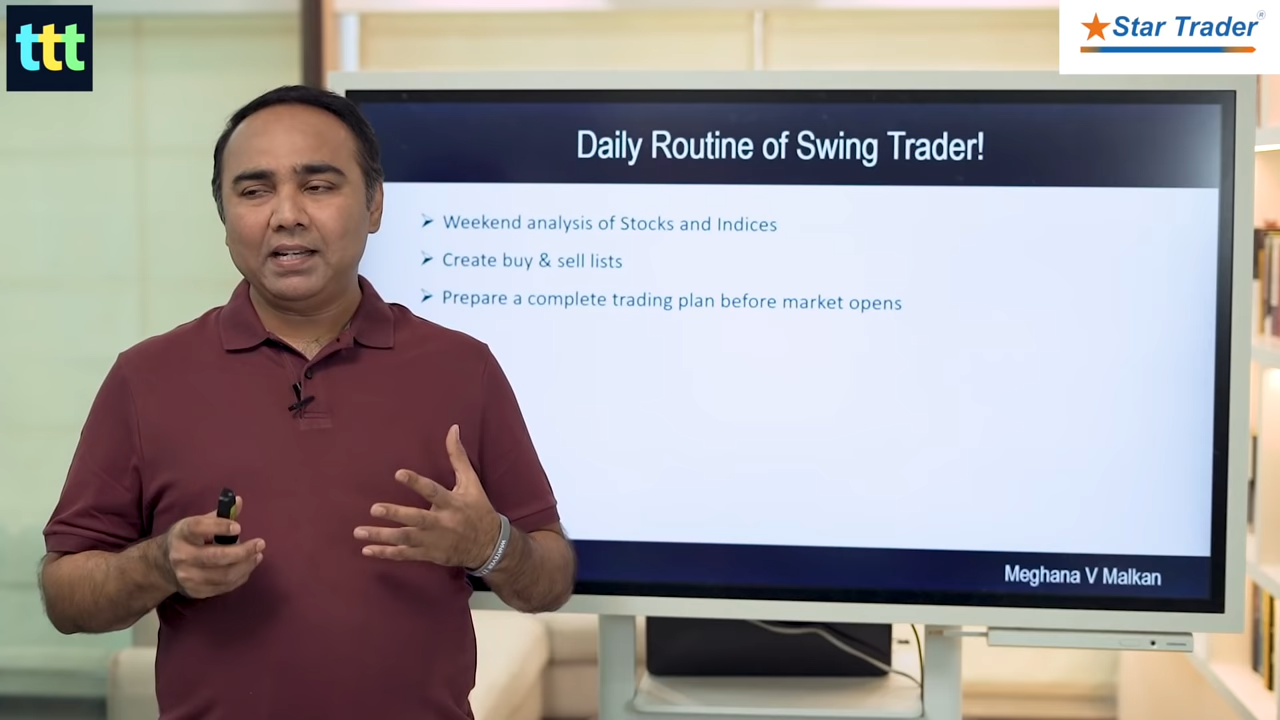 ttt
Star Trader®
Daily Routine of Swing Trader!
➢ Weekend analysis of Stocks and Indices
➢ Create buy & sell lists
➢ Prepare a complete trading plan before market opens
Meghana V Malkan